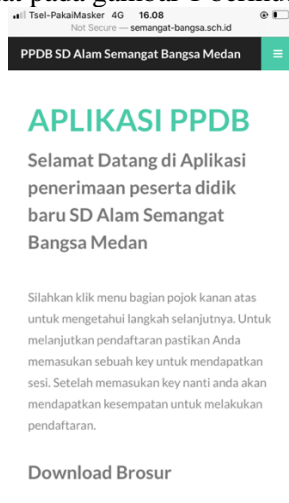 Tsel-PakaiMasker 4G 16.08
Not Secure — semangat-bangsa.sch.id
PPDB SD Alam Semangat Bangsa Medan
APLIKASI PPDB
Selamat Datang di Aplikasi
penerimaan peserta didik
baru SD Alam Semangat
Bangsa Medan
Silahkan klik menu bagian pojok kanan atas
untuk mengetahui langkah selanjutnya. Untuk
melanjutkan pendaftaran pastikan Anda
memasukan sebuah key untuk mendapatkan
sesi. Setelah memasukan key nanti anda akan
mendapatkan kesempatan untuk melakukan
pendaftaran.
Download Brosur